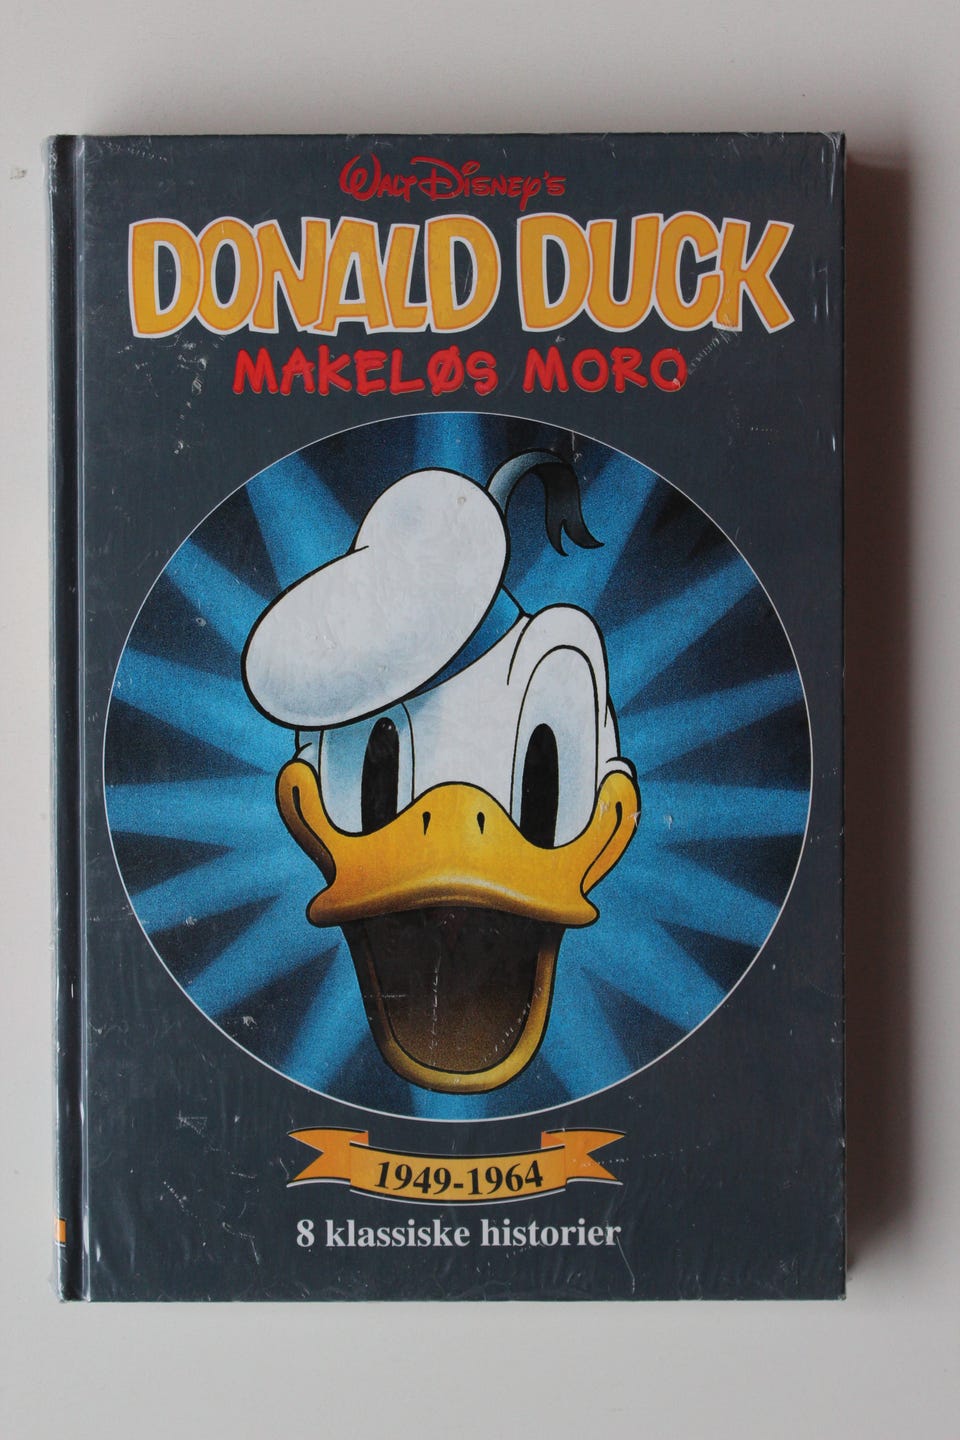 Walt Disney's
DONALD DUCK
MAKELØS MORO
1949-1964
8 klassiske historier